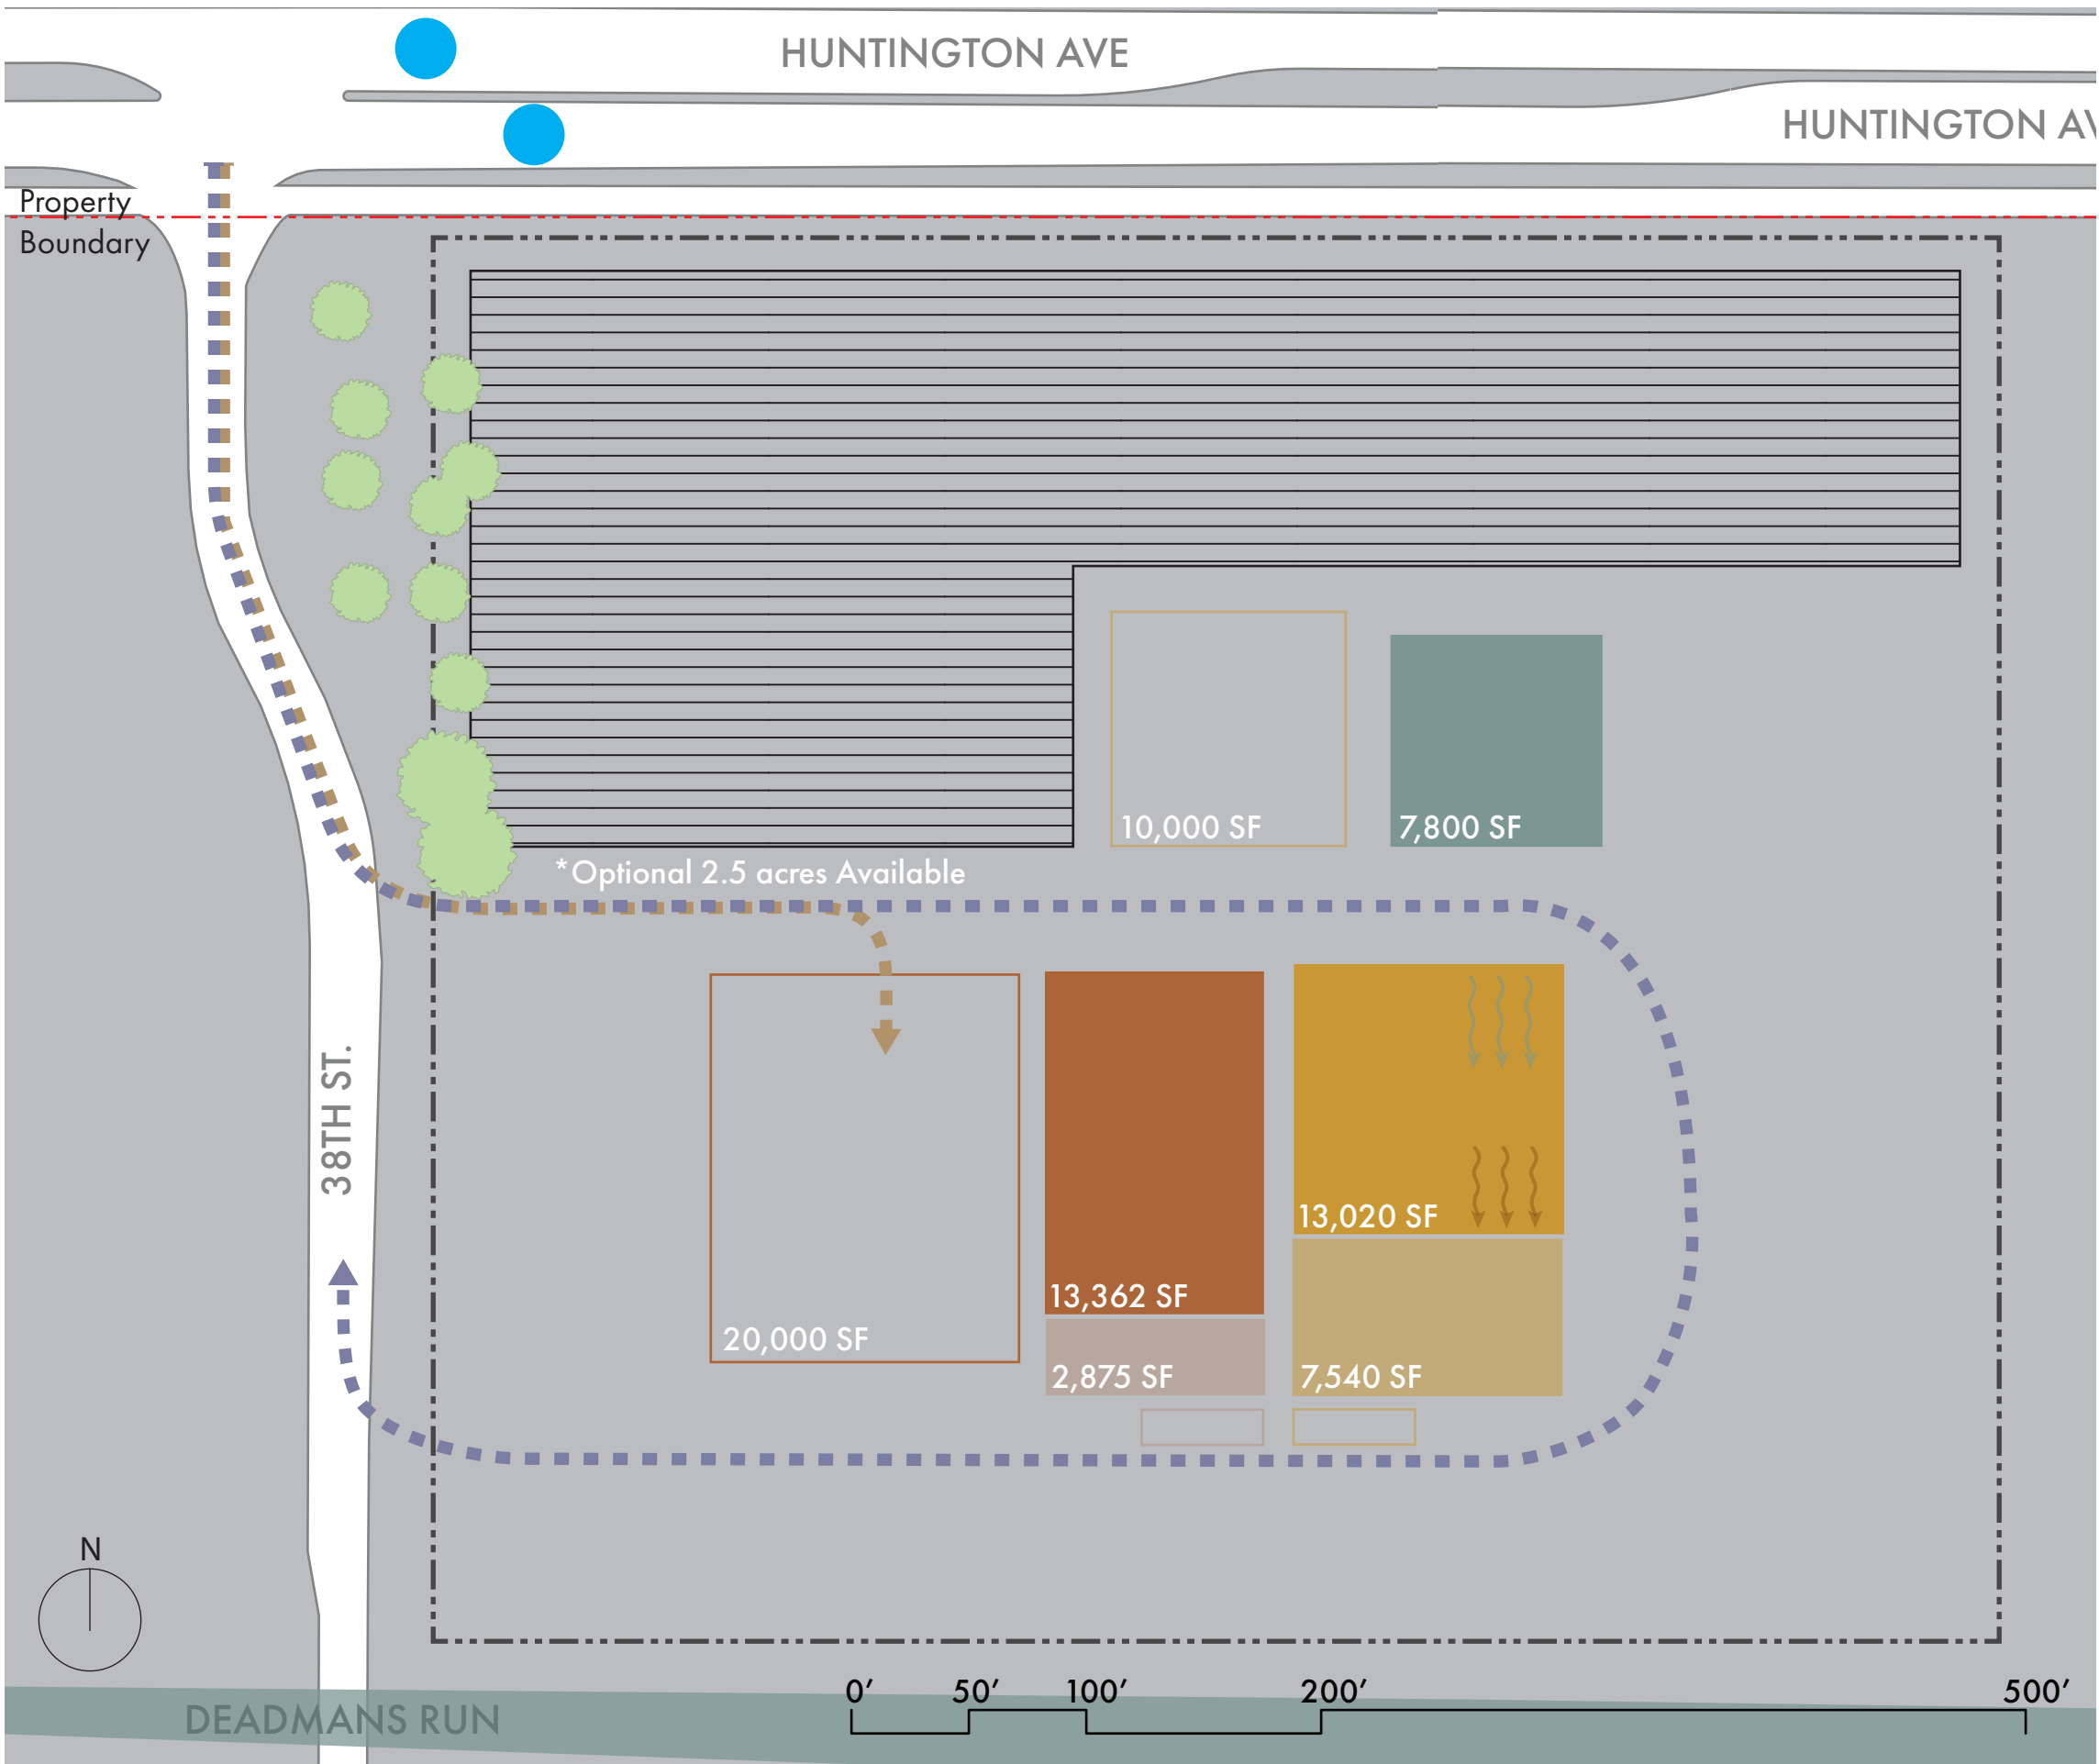 HUNTINGTON AVE
HUNTINGTON AV
Property
Boundary
10,000 SF
7,800 SF
*Optional 2.5 acres Available
38TH ST.
13,020 SF
13,362 SF
20,000 SF
2,875 SF
7,540 SF
N
0′ 50′ 100′ 200′ 500′
DEADMANS RUN